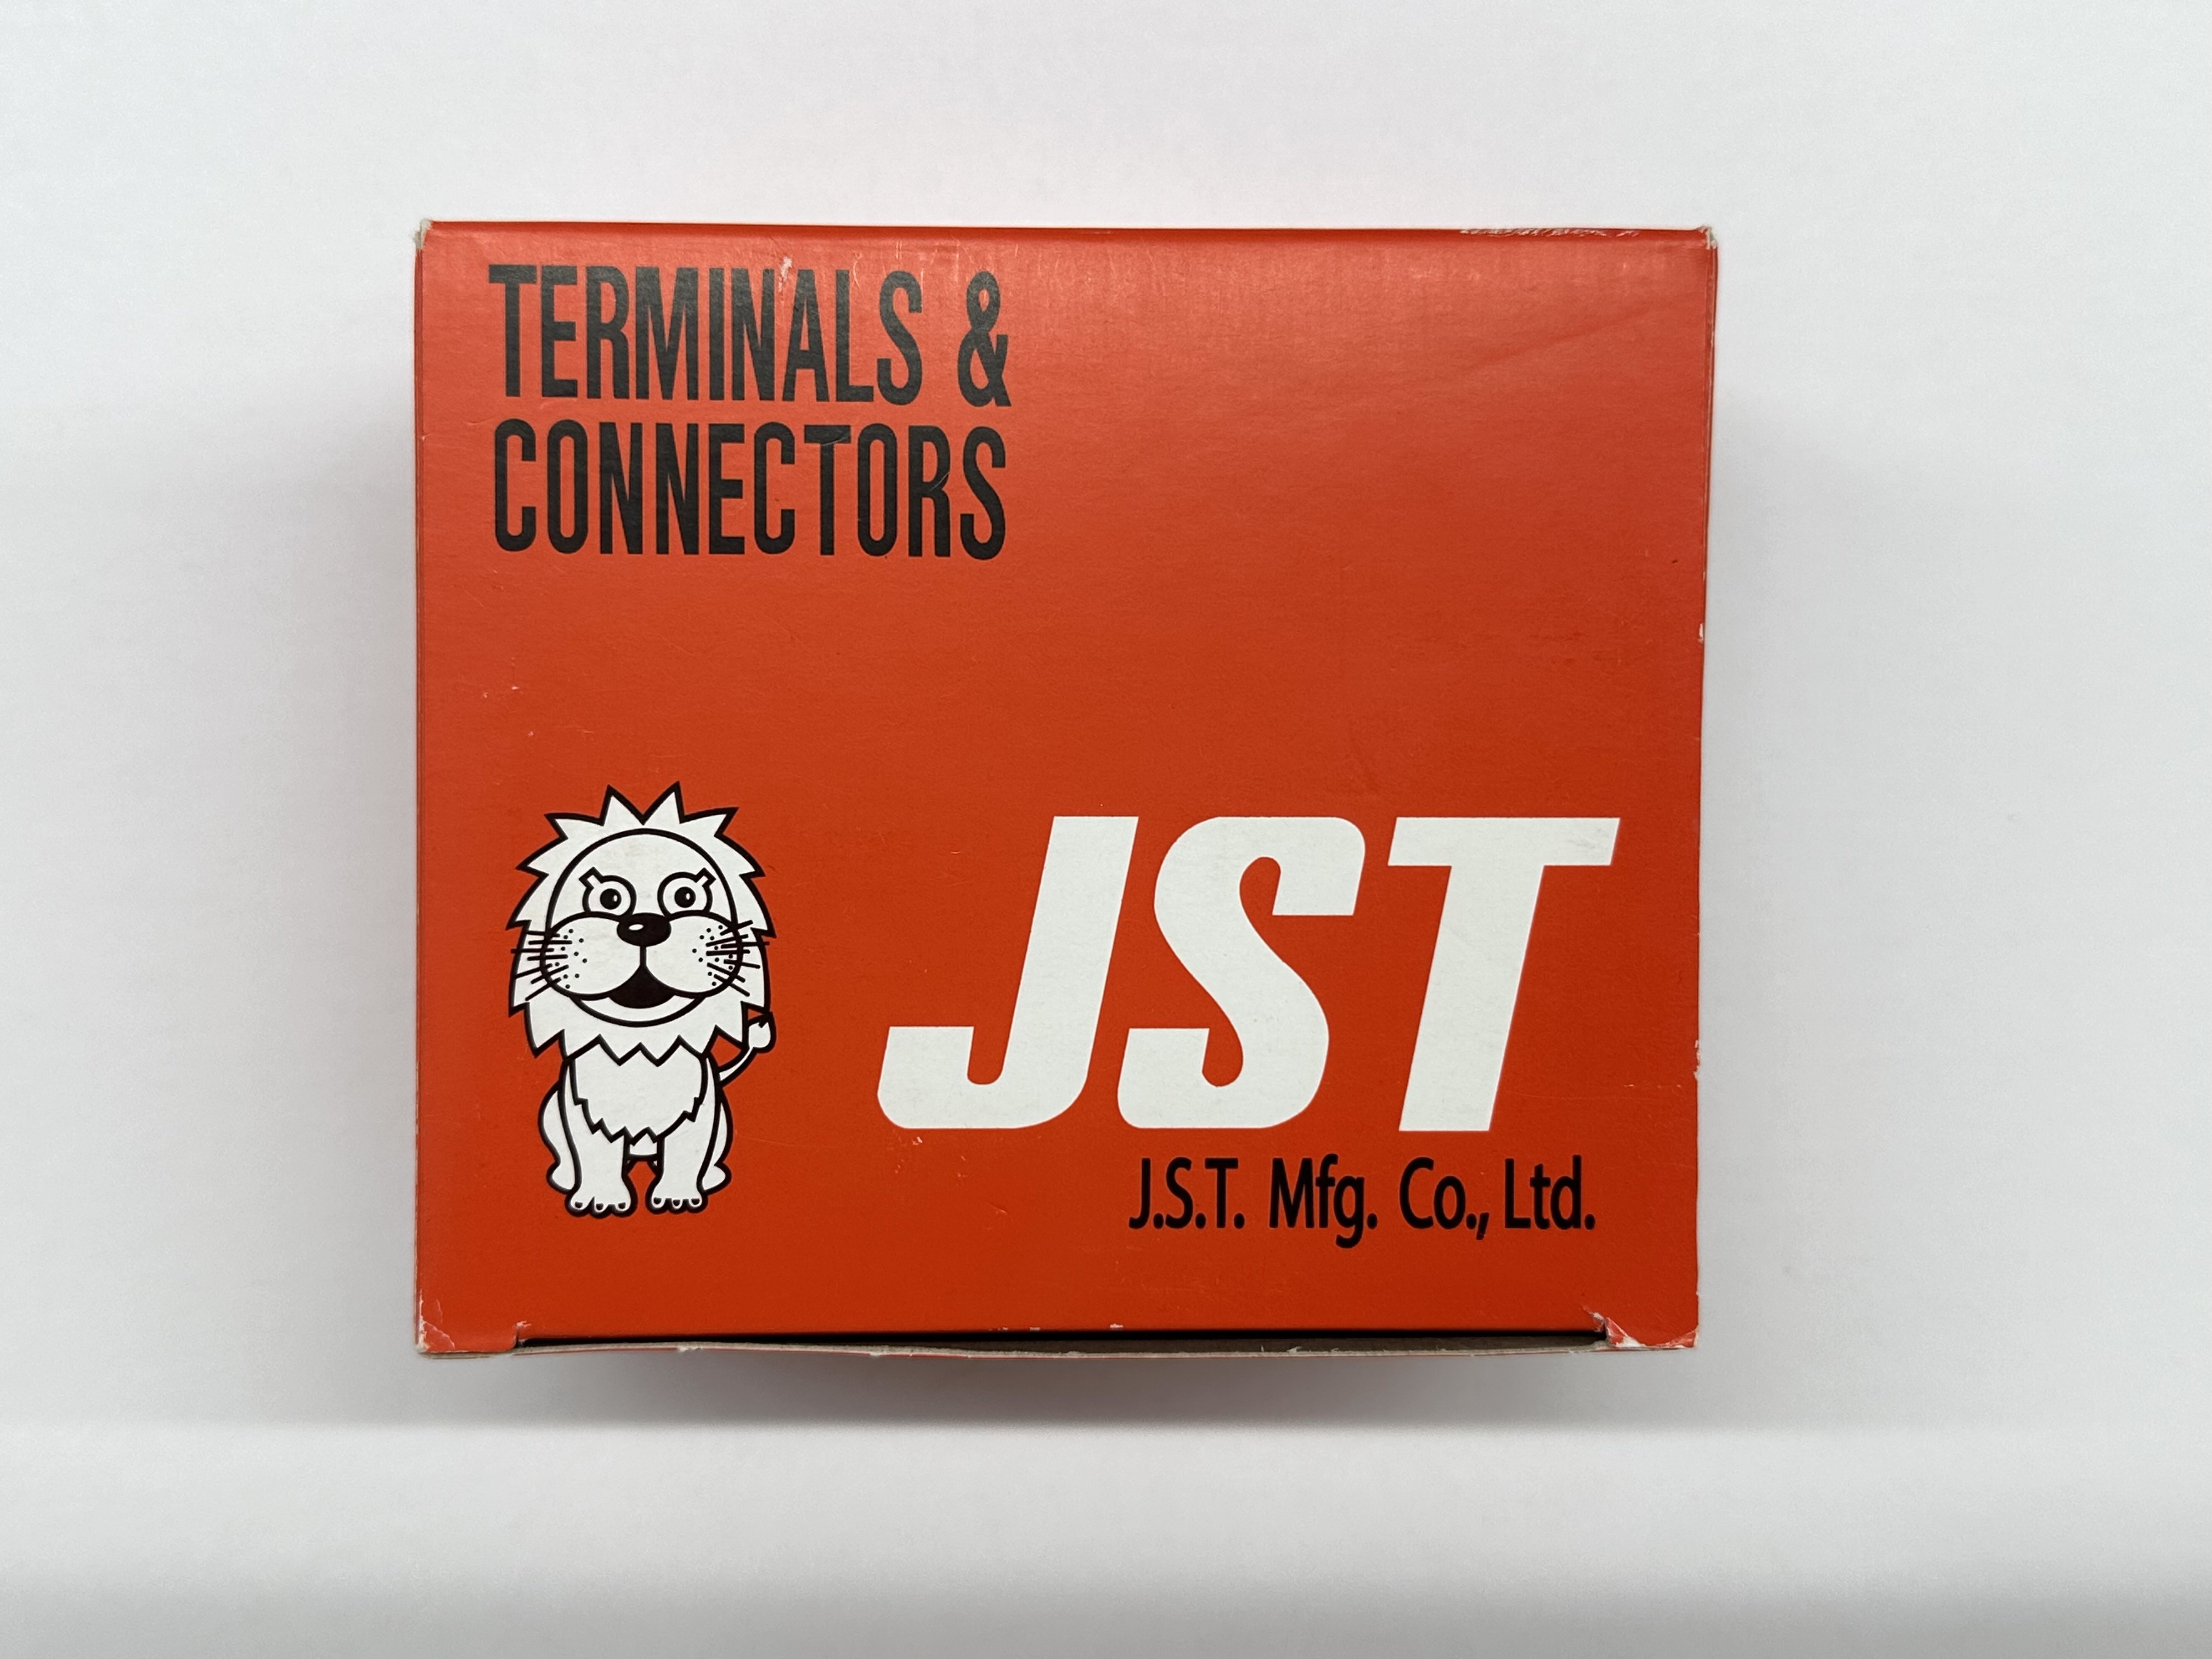 TERMINALS &
CONNECTORS
JST
J.S.T. Mfg. Co., Ltd.